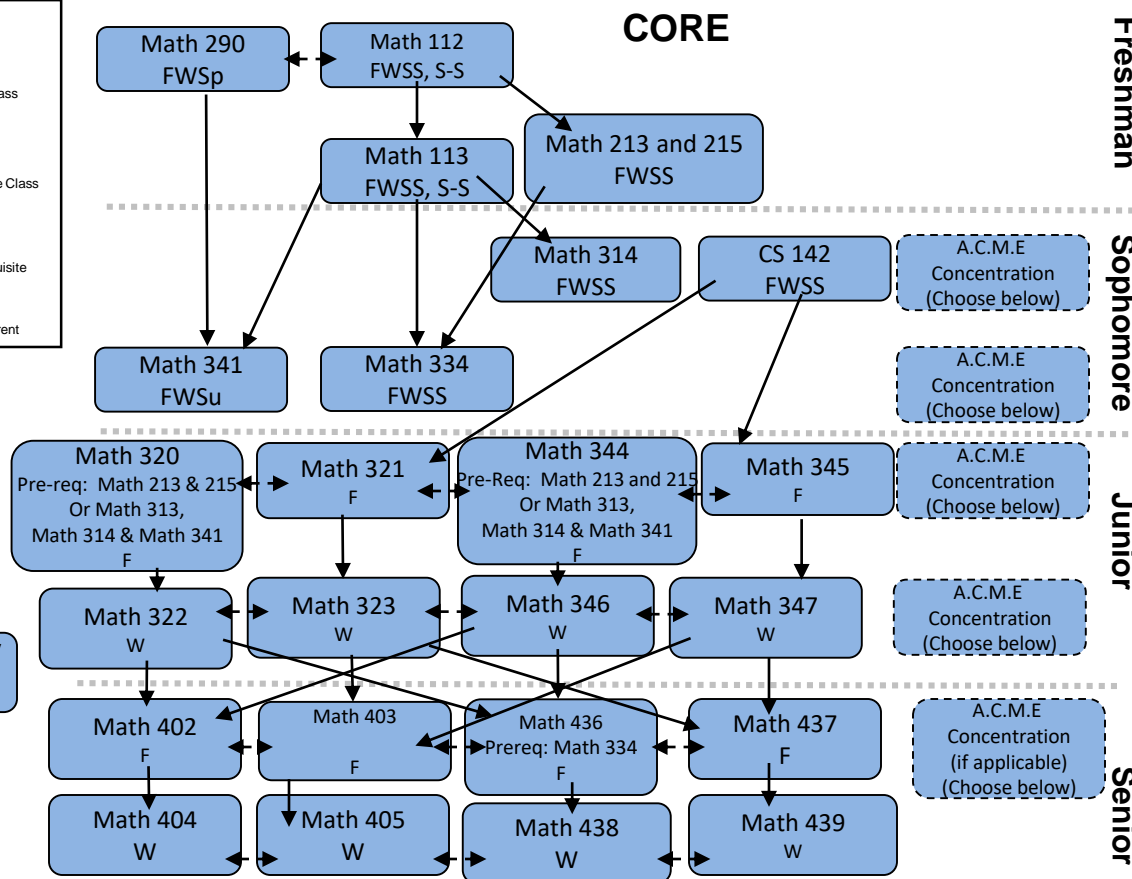 CORE
Math 290
FWSp
Math 112
FWSS, S-S
Math 113
FWSS, S-S
Math 213 and 215
FWSS
Freshman
Class
Math 314
FWSS
CS 142
FWSS
A.C.M.E
Concentration
(Choose below)
Math 341
FWSu
Math 334
FWSS
A.C.M.E
Concentration
(Choose below)
Sophomore
Math 320
Pre-req: Math 213 & 215
Or Math 313,
Math 314 & Math 341
F
Math 321
F
Math 344
Pre-Req: Math 213 and 215
Or Math 313,
Math 314 & Math 341
F
Math 345
F
A.C.M.E
Concentration
(Choose below)
Math 322
W
Math 323
W
Math 346
W
Math 347
W
A.C.M.E
Concentration
(Choose below)
Junior
Math 402
F
Math 403
F
Math 436
Prereq: Math 334
F
Math 437
F
A.C.M.E
Concentration
(if applicable)
(Choose below)
Math 404
W
Math 405
W
Math 438
W
Math 439
W
Senior